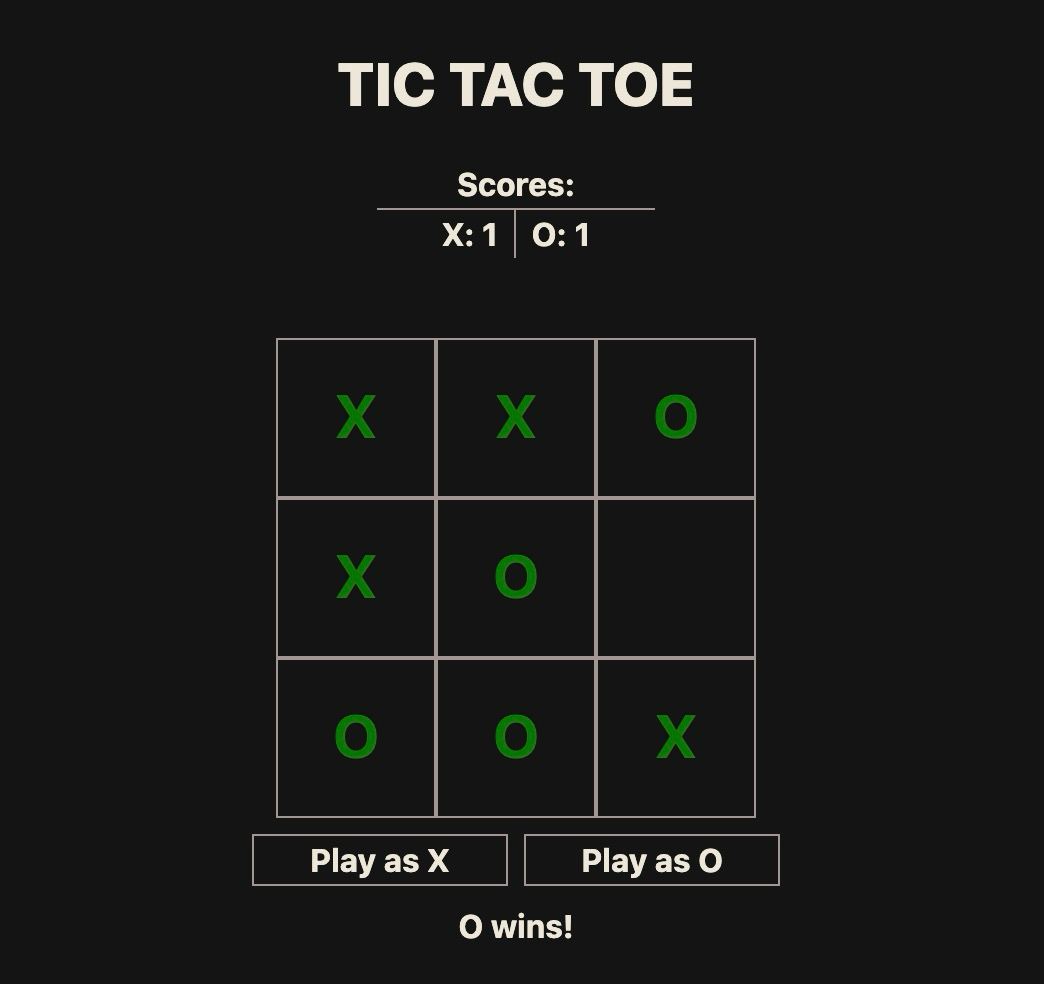 TIC TAC TOE
Scores:
X: 1 O: 1
X X O
X O
O O X
Play as X Play as O
O wins!